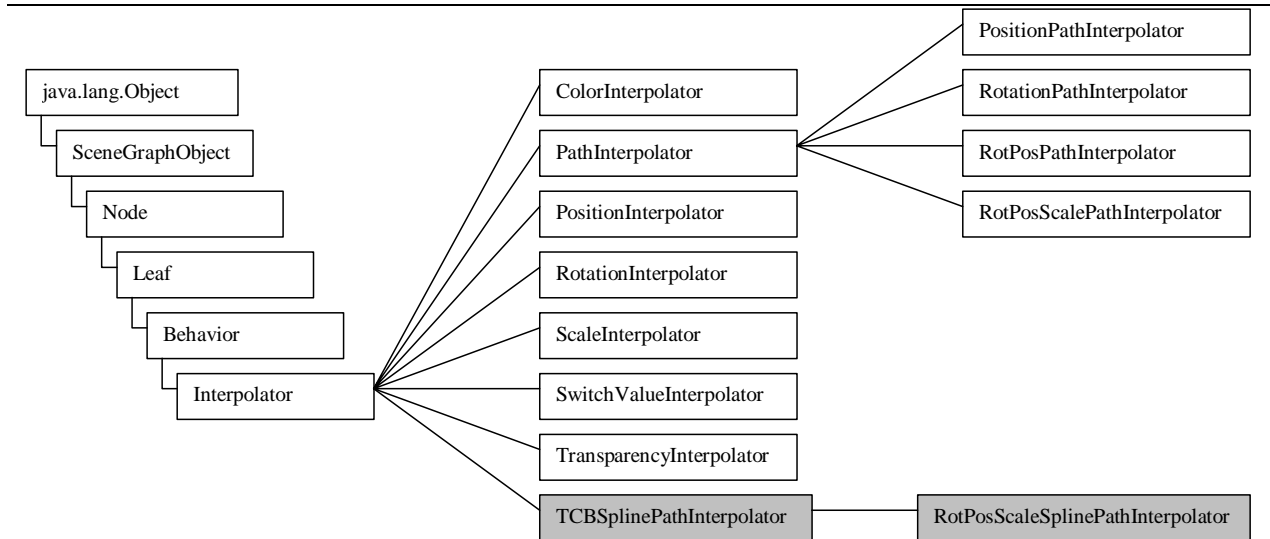 java.lang.Object
SceneGraphObject
Node
Leaf
Behavior
Interpolator
ColorInterpolator
PathInterpolator
PositionInterpolator
RotationInterpolator
ScaleInterpolator
SwitchValueInterpolator
TransparencyInterpolator
TCBSplinePathInterpolator
PositionPathInterpolator
RotationPathInterpolator
RotPosPathInterpolator
RotPosScalePathInterpolator
RotPosScaleSplinePathInterpolator